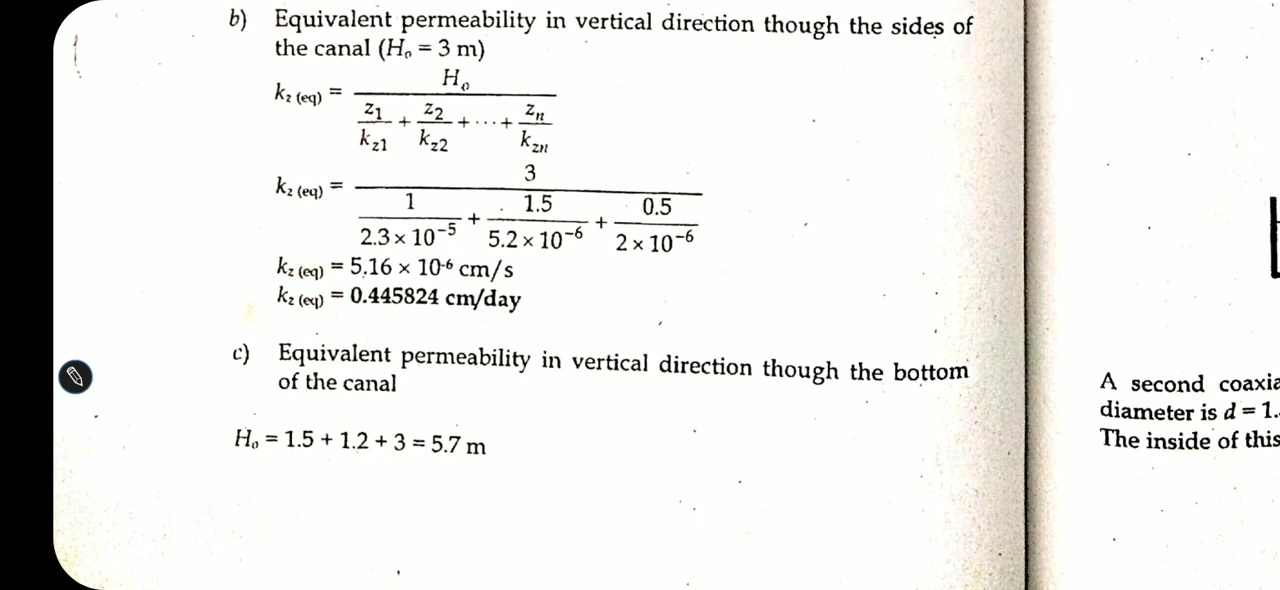 b) Equivalent permeability in vertical direction though the sides of
the canal (Hₒ = 3 m)
k_z (eq) = Hₒ / (z₁/k_z1 + z₂/k_z2 + ··· + zₙ/k_zn)
k_z (eq) = 3 / (1/(2.3 × 10⁻⁵) + 1.5/(5.2 × 10⁻⁶) + 0.5/(2 × 10⁻⁶))
k_z (eq) = 5.16 × 10⁻⁶ cm/s
k_z (eq) = 0.445824 cm/day
c) Equivalent permeability in vertical direction though the bottom
of the canal
Hₒ = 1.5 + 1.2 + 3 = 5.7 m
A second coaxia
diameter is d = 1.
The inside of this